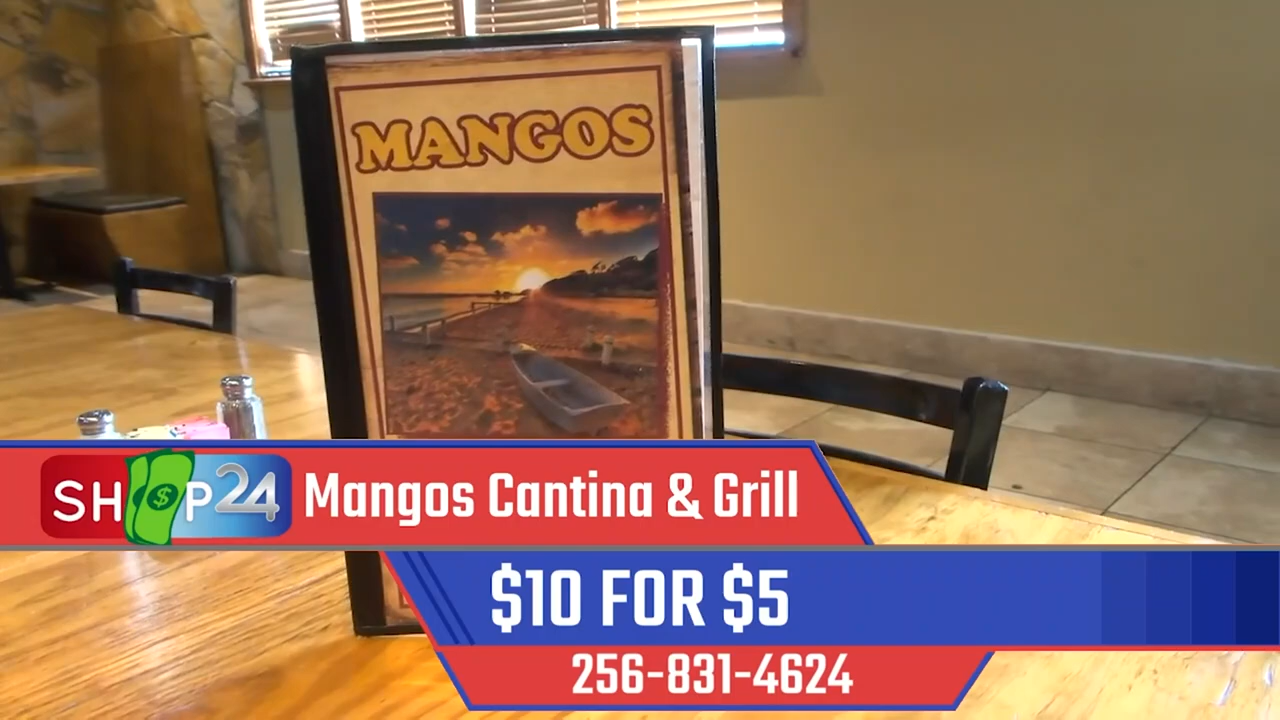 MANGOS
SHOP24
Mangos Cantina & Grill
$10 FOR $5
256-831-4624